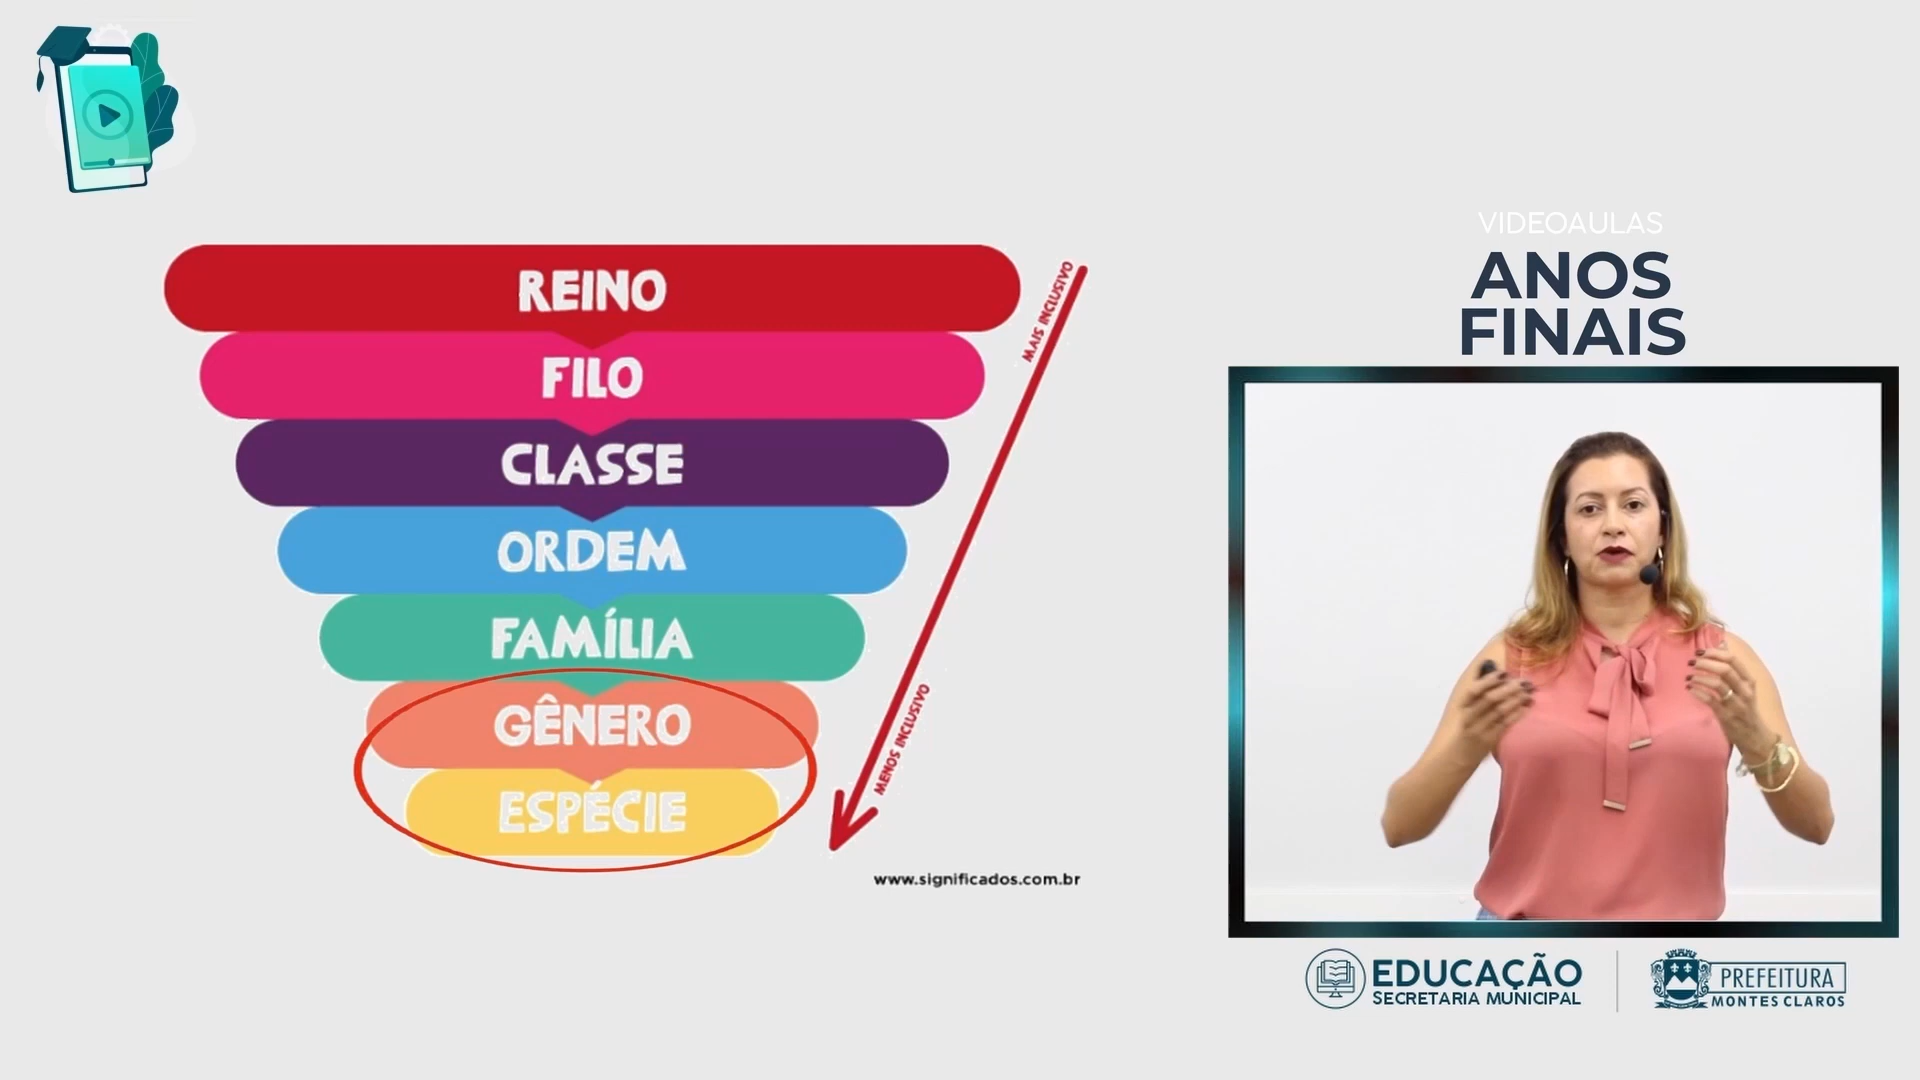 REINO
FILO
CLASSE
ORDEM
FAMÍLIA
GÊNERO
ESPÉCIE
MAIS INCLUSIVO
MENOS INCLUSIVO
www.significados.com.br
VIDEOAULAS
ANOS
FINAIS
EDUCAÇÃO
SECRETARIA MUNICIPAL
PREFEITURA
MONTES CLAROS